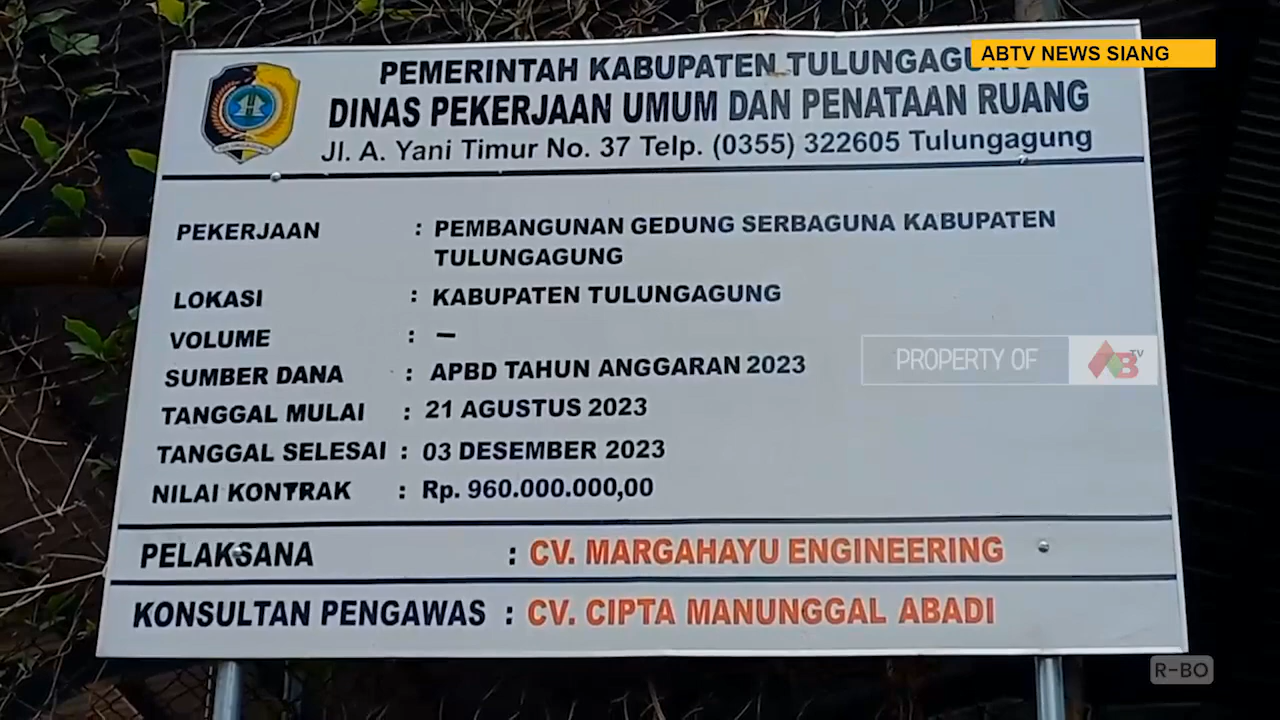 ABTV NEWS SIANG
PEMERINTAH KABUPATEN TULUNGAGUNG
DINAS PEKERJAAN UMUM DAN PENATAAN RUANG
Jl. A. Yani Timur No. 37 Telp. (0355) 322605 Tulungagung
PEKERJAAN : PEMBANGUNAN GEDUNG SERBAGUNA KABUPATEN
TULUNGAGUNG
LOKASI : KABUPATEN TULUNGAGUNG
VOLUME : –
SUMBER DANA : APBD TAHUN ANGGARAN 2023
PROPERTY OF AB TV
TANGGAL MULAI : 21 AGUSTUS 2023
TANGGAL SELESAI : 03 DESEMBER 2023
NILAI KONTRAK : Rp. 960.000.000,00
PELAKSANA : CV. MARGAHAYU ENGINEERING
KONSULTAN PENGAWAS : CV. CIPTA MANUNGGAL ABADI
R-BO